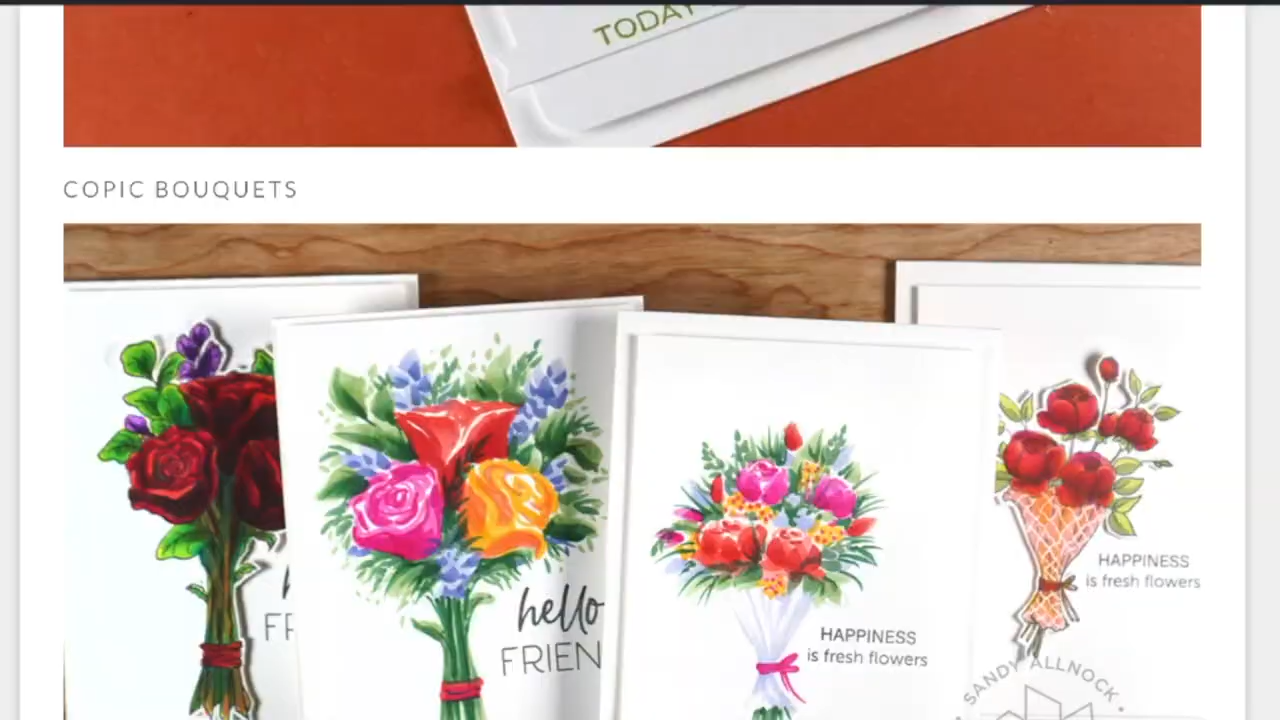 TODAY
COPIC BOUQUETS
hello
FRIEN
HAPPINESS
is fresh flowers
HAPPINESS
is fresh flowers
SANDY ALLNOCK